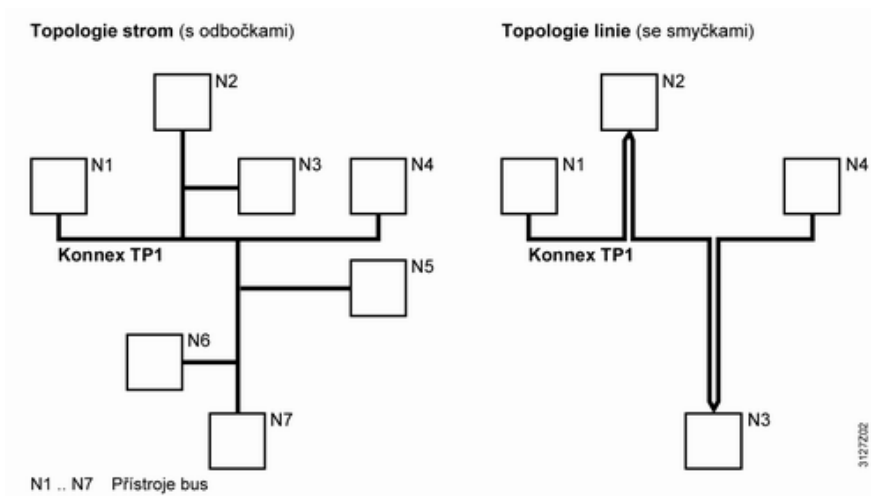 Topologie strom (s odbočkami)
N2
N1
N3
N4
Konnex TP1
N5
N6
N7
N1 .. N7 Přístroje bus
Topologie linie (se smyčkami)
N2
N1
N4
Konnex TP1
N3
3127Z02